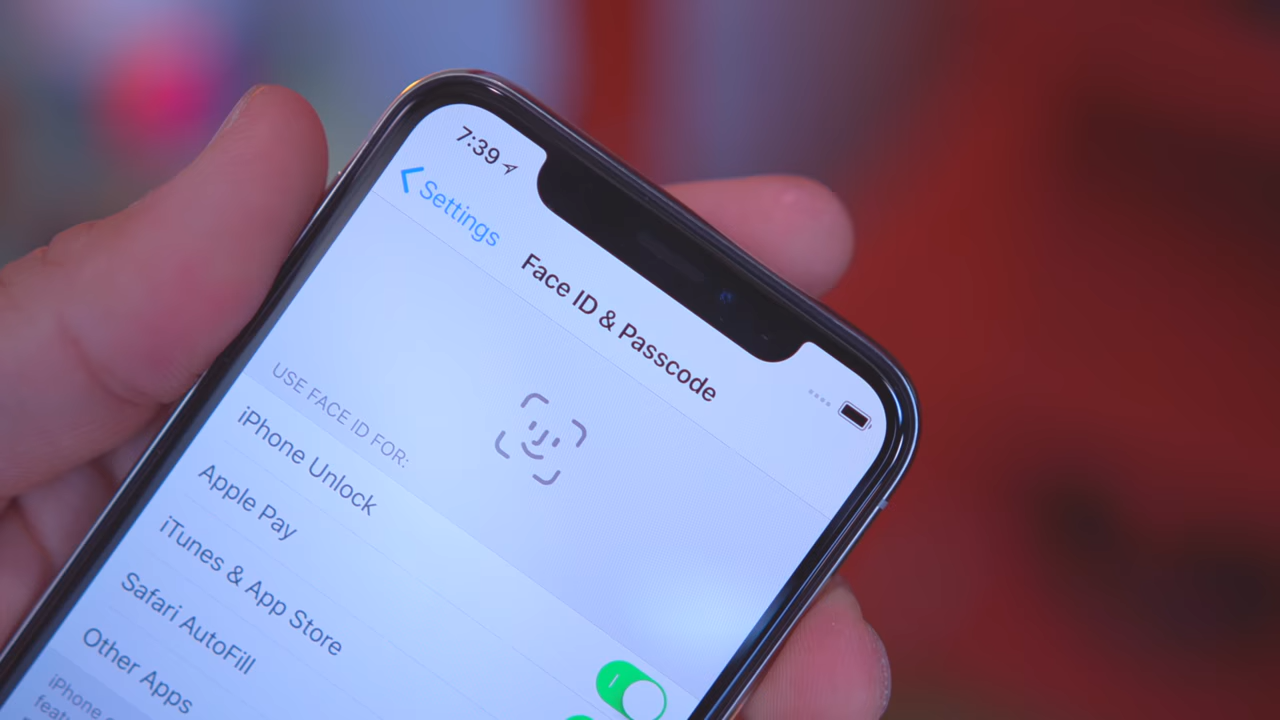 7:39
Settings
Face ID & Passcode
USE FACE ID FOR:
iPhone Unlock
Apple Pay
iTunes & App Store
Safari AutoFill
Other Apps
iPhone